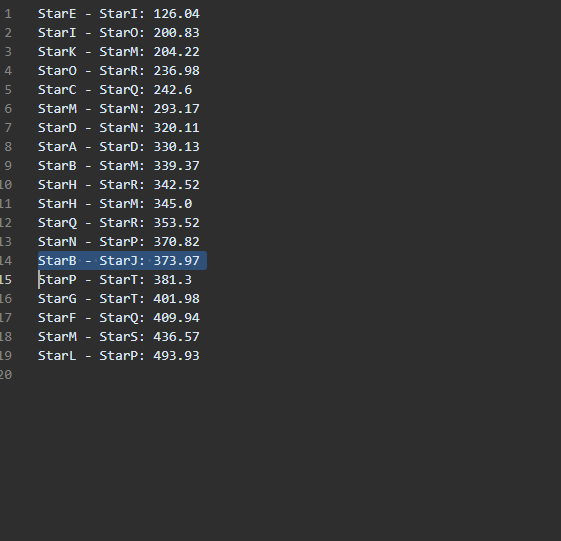 1 StarE - StarI: 126.04
2 StarI - StarO: 200.83
3 StarK - StarM: 204.22
4 StarO - StarR: 236.98
5 StarC - StarQ: 242.6
6 StarM - StarN: 293.17
7 StarD - StarN: 320.11
8 StarA - StarD: 330.13
9 StarB - StarM: 339.37
10 StarH - StarR: 342.52
11 StarH - StarM: 345.0
12 StarQ - StarR: 353.52
13 StarN - StarP: 370.82
14 StarB - StarJ: 373.97
15 StarP - StarT: 381.3
16 StarG - StarT: 401.98
17 StarF - StarQ: 409.94
18 StarM - StarS: 436.57
19 StarL - StarP: 493.93
20